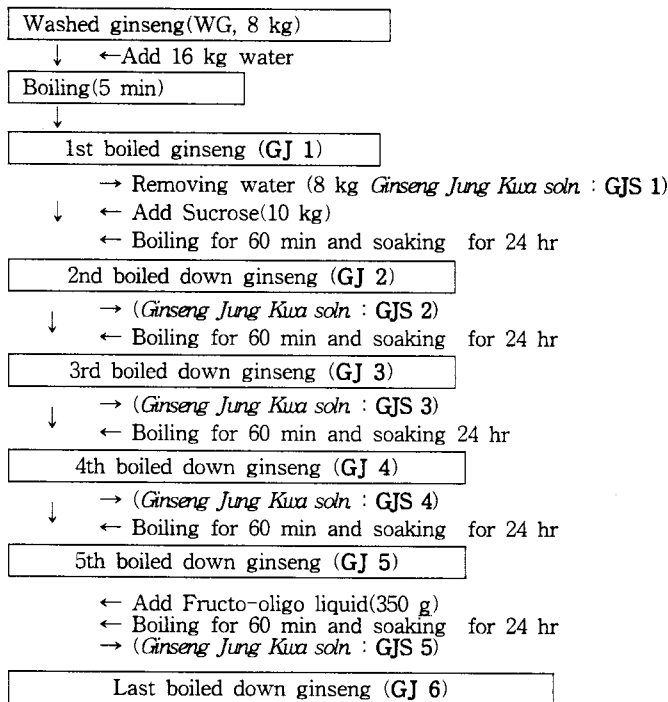 Washed ginseng(WG, 8 kg)
↓ ←Add 16 kg water
Boiling(5 min)
↓
1st boiled ginseng (GJ 1)
→ Removing water (8 kg Ginseng Jung Kwa soln : GJS 1)
↓ ← Add Sucrose(10 kg)
← Boiling for 60 min and soaking for 24 hr
2nd boiled down ginseng (GJ 2)
→ (Ginseng Jung Kwa soln : GJS 2)
↓ ← Boiling for 60 min and soaking for 24 hr
3rd boiled down ginseng (GJ 3)
→ (Ginseng Jung Kwa soln : GJS 3)
↓ ← Boiling for 60 min and soaking 24 hr
4th boiled down ginseng (GJ 4)
→ (Ginseng Jung Kwa soln : GJS 4)
↓ ← Boiling for 60 min and soaking for 24 hr
5th boiled down ginseng (GJ 5)
← Add Fructo-oligo liquid(350 g)
← Boiling for 60 min and soaking for 24 hr
→ (Ginseng Jung Kwa soln : GJS 5)
Last boiled down ginseng (GJ 6)